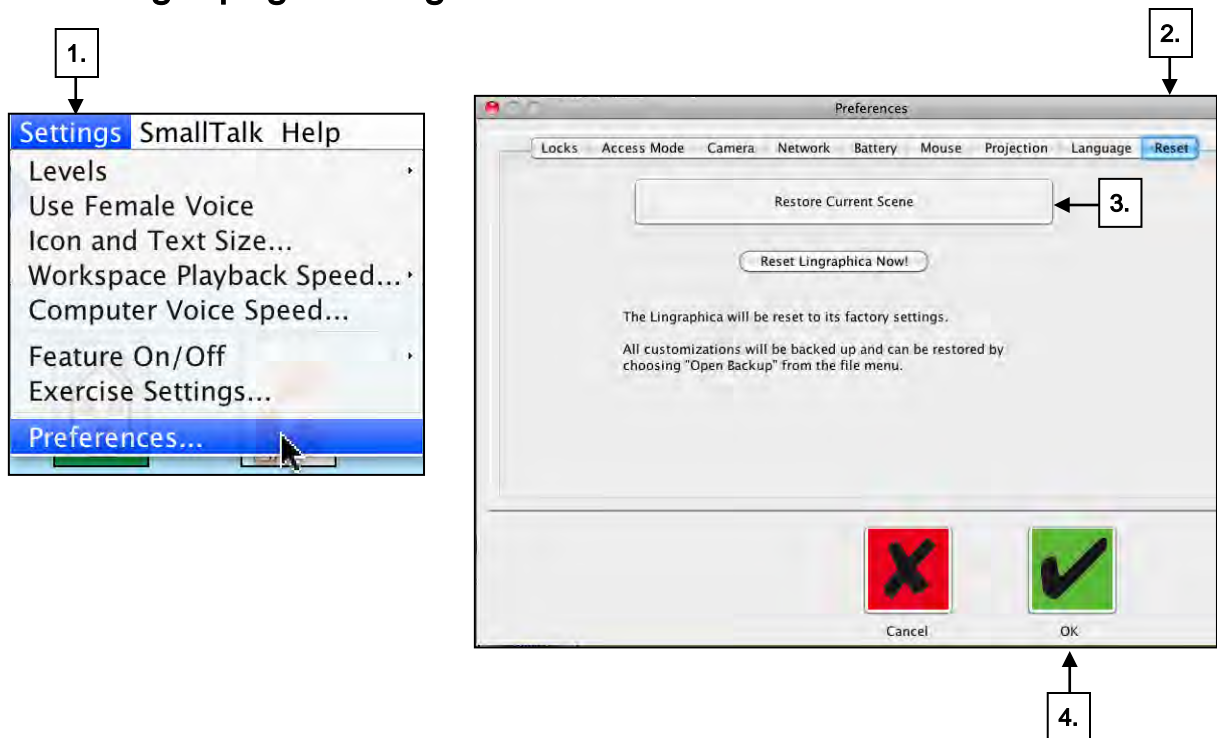 1.
2.
Settings SmallTalk Help
Levels
Use Female Voice
Icon and Text Size...
Workspace Playback Speed...
Computer Voice Speed...
Feature On/Off
Exercise Settings...
Preferences...
Preferences
Locks Access Mode Camera Network Battery Mouse Projection Language Reset
Restore Current Scene
3.
Reset Lingraphica Now!
The Lingraphica will be reset to its factory settings.
All customizations will be backed up and can be restored by
choosing "Open Backup" from the file menu.
Cancel OK
4.